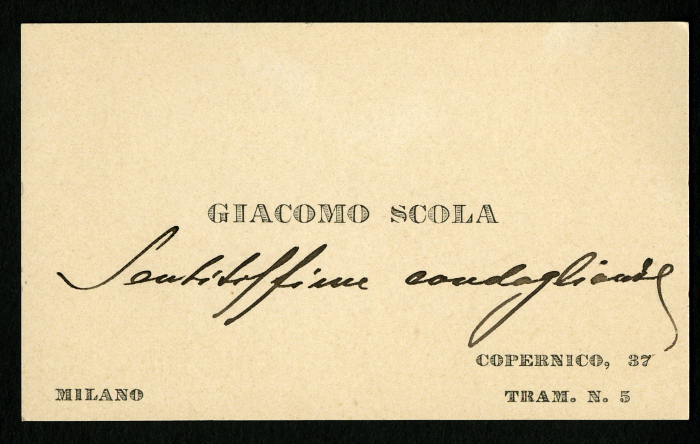 GIACOMO SCOLA
Sentitissime condoglianze
COPERNICO, 37
MILANO
TRAM. N. 5